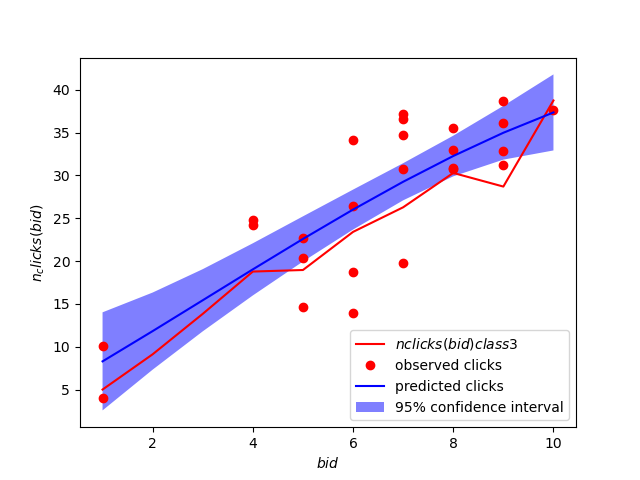 40
35
30
25
20
15
10
5
n_clicks(bid)
2
4
6
8
10
bid
nclicks(bid)class3
observed clicks
predicted clicks
95% confidence interval